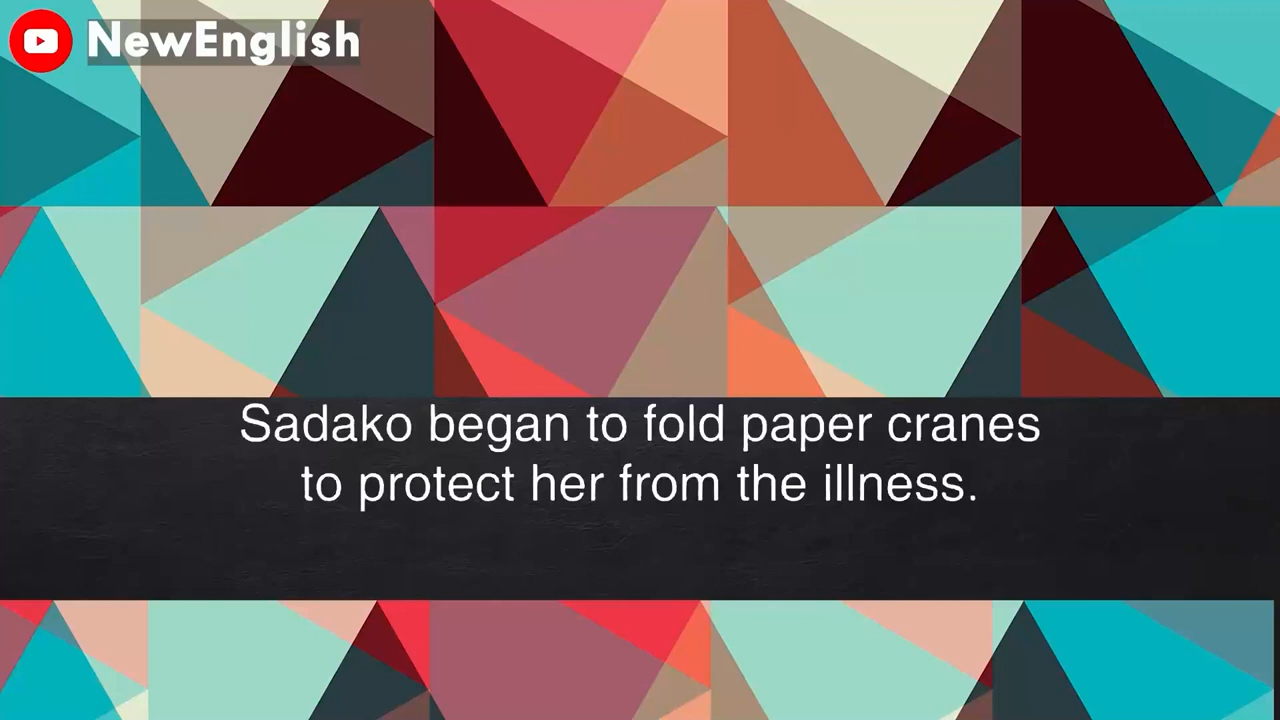 NewEnglish
Sadako began to fold paper cranes
to protect her from the illness.